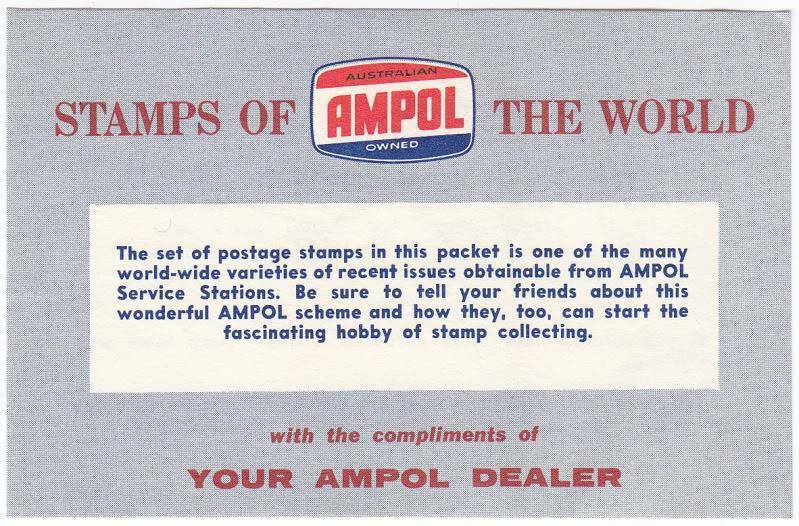 STAMPS OF AUSTRALIAN AMPOL OWNED THE WORLD
The set of postage stamps in this packet is one of the many
world-wide varieties of recent issues obtainable from AMPOL
Service Stations. Be sure to tell your friends about this
wonderful AMPOL scheme and how they, too, can start the
fascinating hobby of stamp collecting.
with the compliments of
YOUR AMPOL DEALER